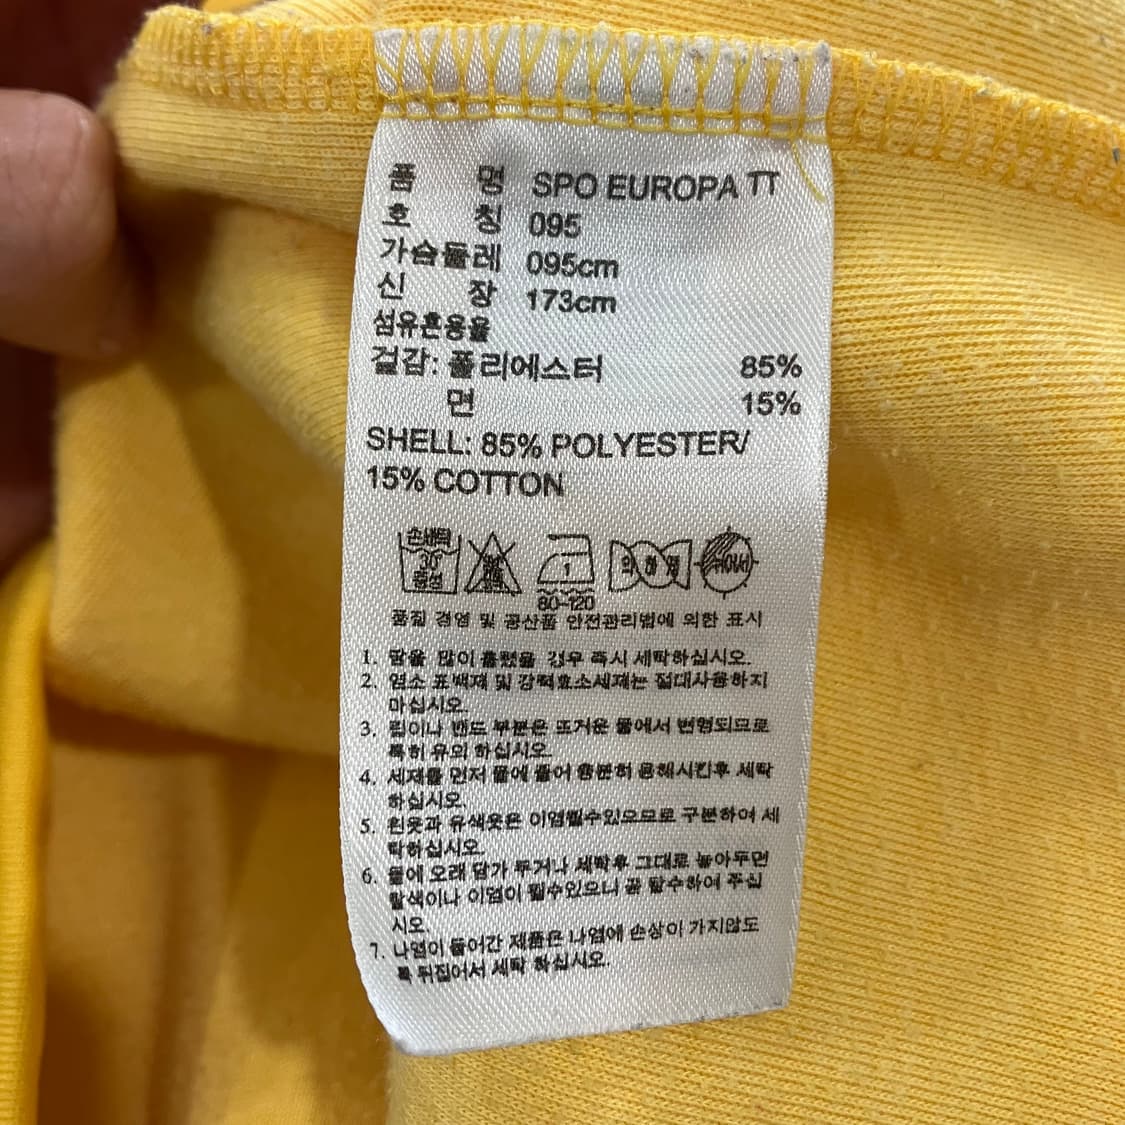 품 명 SPO EUROPA TT
호 칭 095
가슴둘레 095cm
신 장 173cm
섬유혼용율
겉감: 폴리에스터 85%
면 15%
SHELL: 85% POLYESTER/
15% COTTON
손세탁 30° 중성
1
80-120
약하게
뉘어서
품질 경영 및 공산품 안전관리법에 의한 표시
1. 땀을 많이 흘렸을 경우 즉시 세탁하십시오.
2. 염소 표백제 및 강력효소세제는 절대사용하지
마십시오.
3. 립이나 밴드 부분은 뜨거운 물에서 변형되므로
특히 유의 하십시오.
4. 세제를 먼저 물에 풀어 충분히 용해시킨후 세탁
하십시오.
5. 흰옷과 유색옷은 이염될수있으므로 구분하여 세
탁하십시오.
6. 물에 오래 담가 두거나 세탁후 그대로 놓아두면
탈색이나 이염이 될수있으니 곧 탈수하여 주십
시오.
7. 나염이 들어간 제품은 나염에 손상이 가지않도
록 뒤집어서 세탁 하십시오.